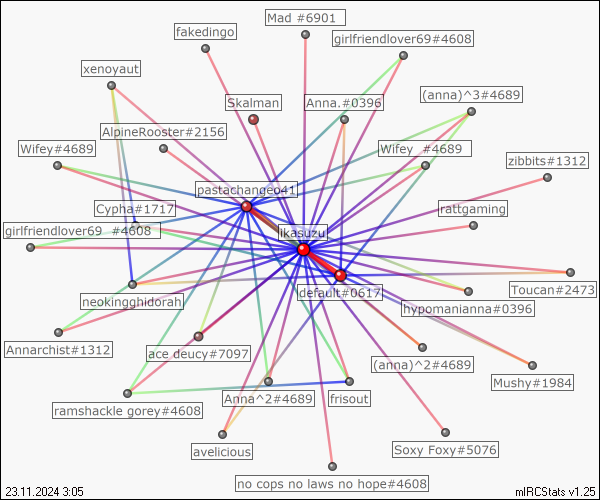 Mad #6901
fakedingo
girlfriendlover69#4608
xenoyaut
(anna)^3#4689
Skalman
Anna.#0396
AlpineRooster#2156
Wifey#4689
Wifey_#4689
zibbits#1312
pastachangeo41
Cypha#1717
rattgaming
girlfriendlover69_#4608
ikasuzu
neokingghidorah
default#0617
Toucan#2473
hypomanianna#0396
Annarchist#1312
ace deucy#7097
(anna)^2#4689
Mushy#1984
ramshackle gorey#4608
Anna^2#4689
frisout
avelicious
Soxy Foxy#5076
no cops no laws no hope#4608
23.11.2024 3:05
mIRCStats v1.25